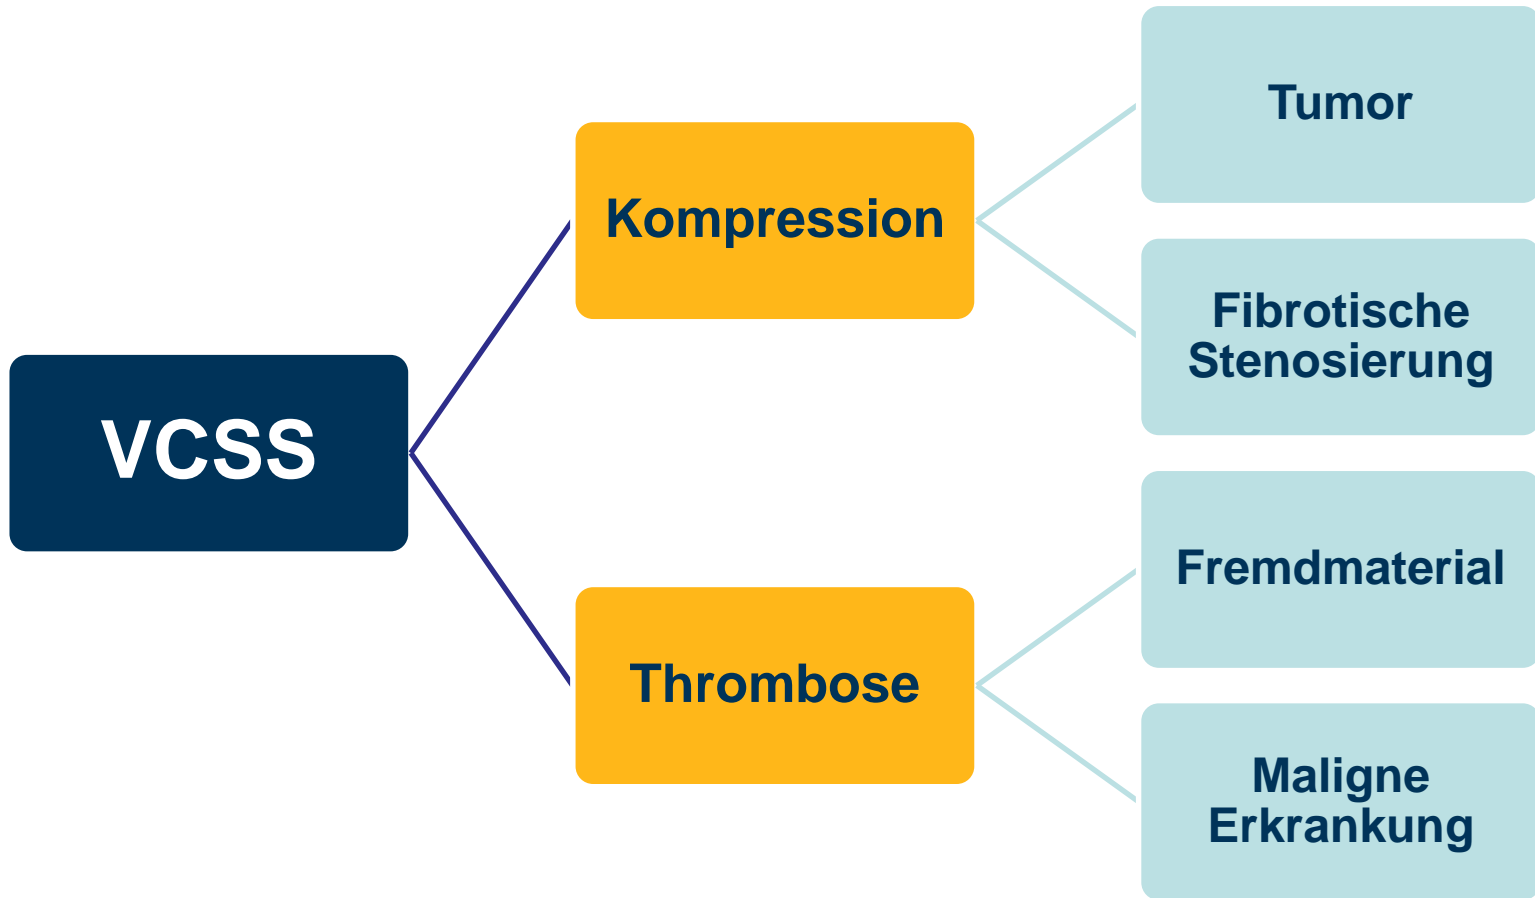 VCSS
Kompression
Tumor
Fibrotische
Stenosierung
Thrombose
Fremdmaterial
Maligne
Erkrankung